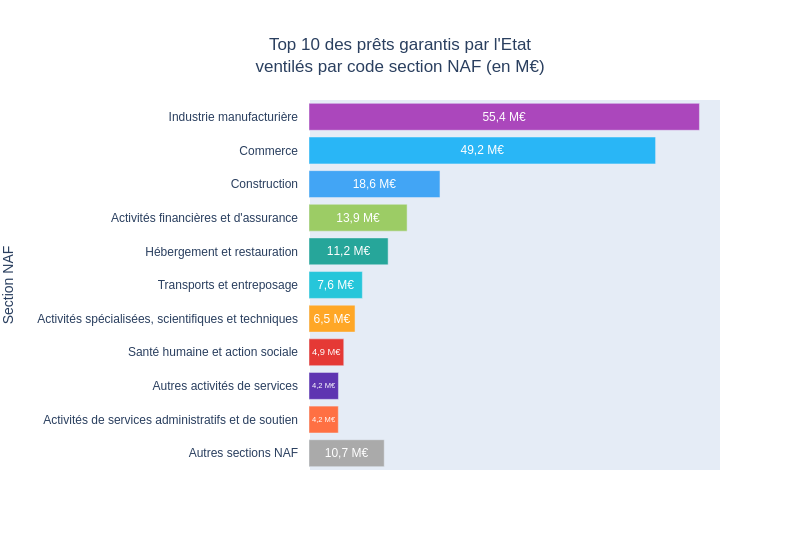 Top 10 des prêts garantis par l'Etat
ventilés par code section NAF (en M€)
Section NAF
Industrie manufacturière 55,4 M€
Commerce 49,2 M€
Construction 18,6 M€
Activités financières et d'assurance 13,9 M€
Hébergement et restauration 11,2 M€
Transports et entreposage 7,6 M€
Activités spécialisées, scientifiques et techniques 6,5 M€
Santé humaine et action sociale 4,9 M€
Autres activités de services 4,2 M€
Activités de services administratifs et de soutien 4,2 M€
Autres sections NAF 10,7 M€